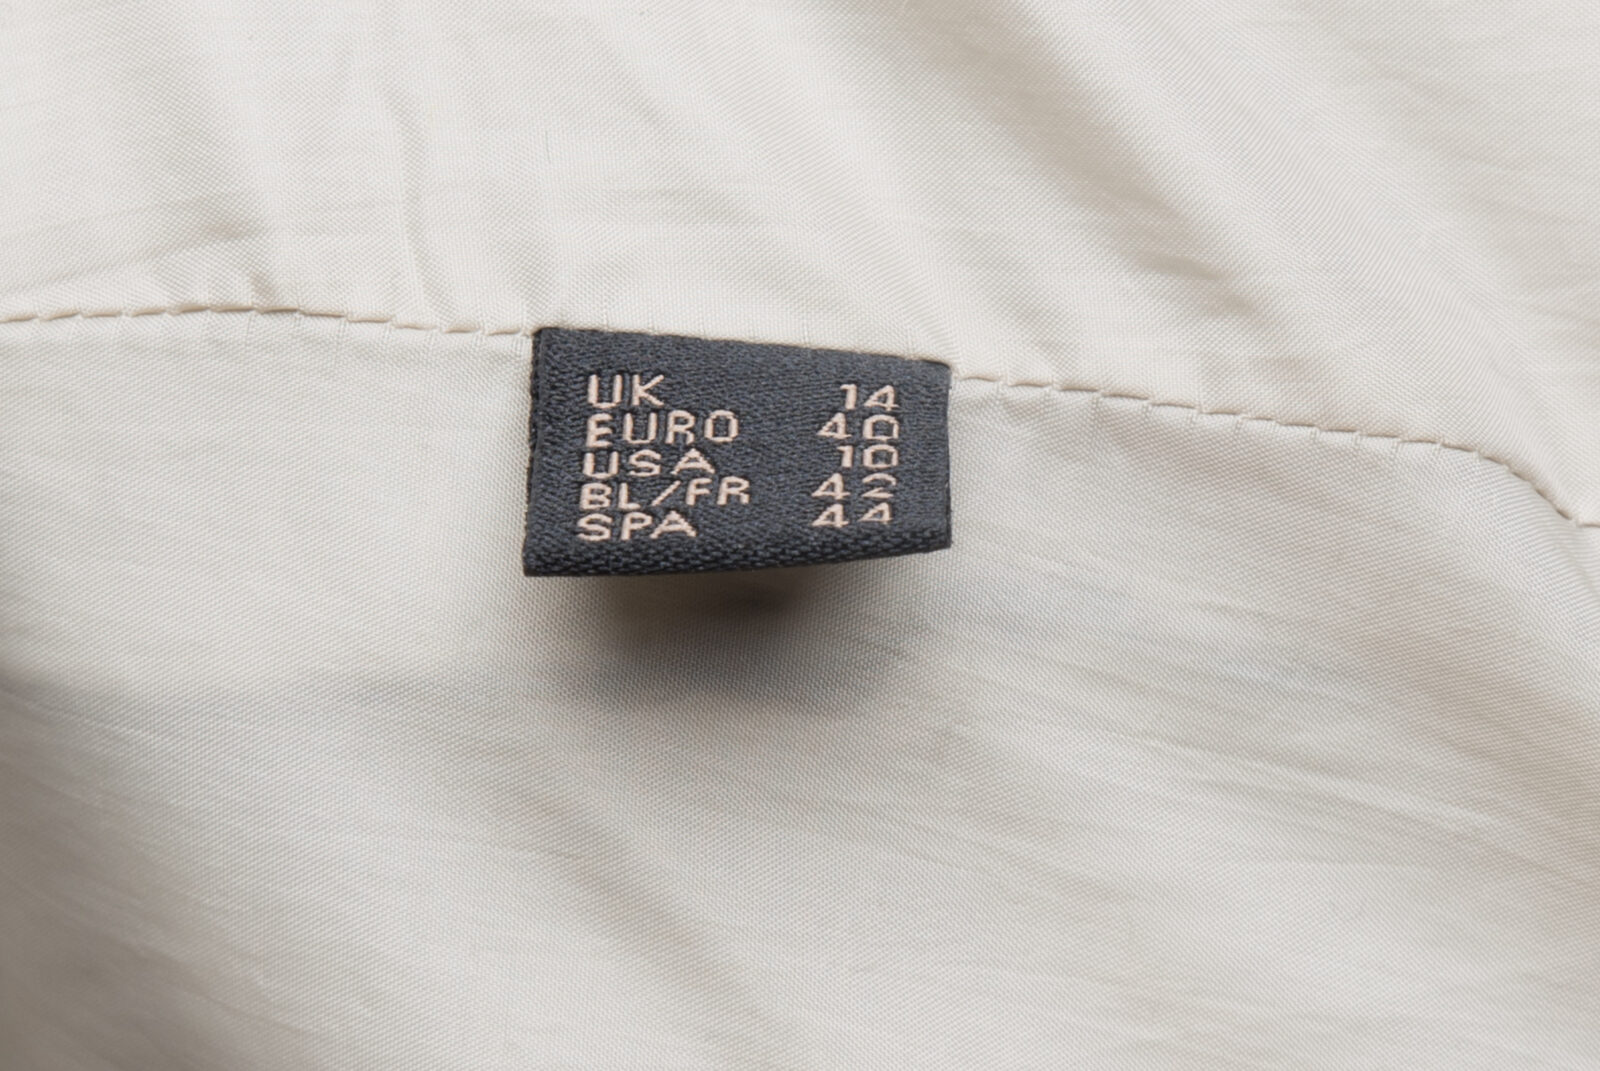 UK 14
EURO 40
USA 10
BL/FR 42
SPA 44